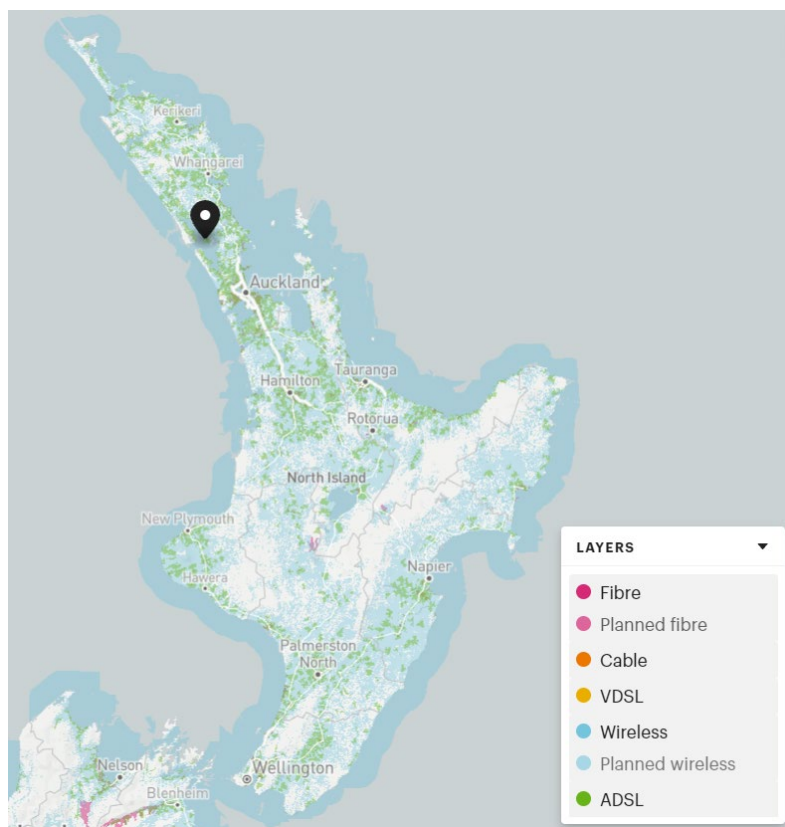 Kerikeri
Whangarei
Auckland
Tauranga
Hamilton
Rotorua
North Island
New Plymouth
Hawera
Napier
Palmerston
North
Nelson
Wellington
Blenheim
LAYERS
Fibre
Planned fibre
Cable
VDSL
Wireless
Planned wireless
ADSL